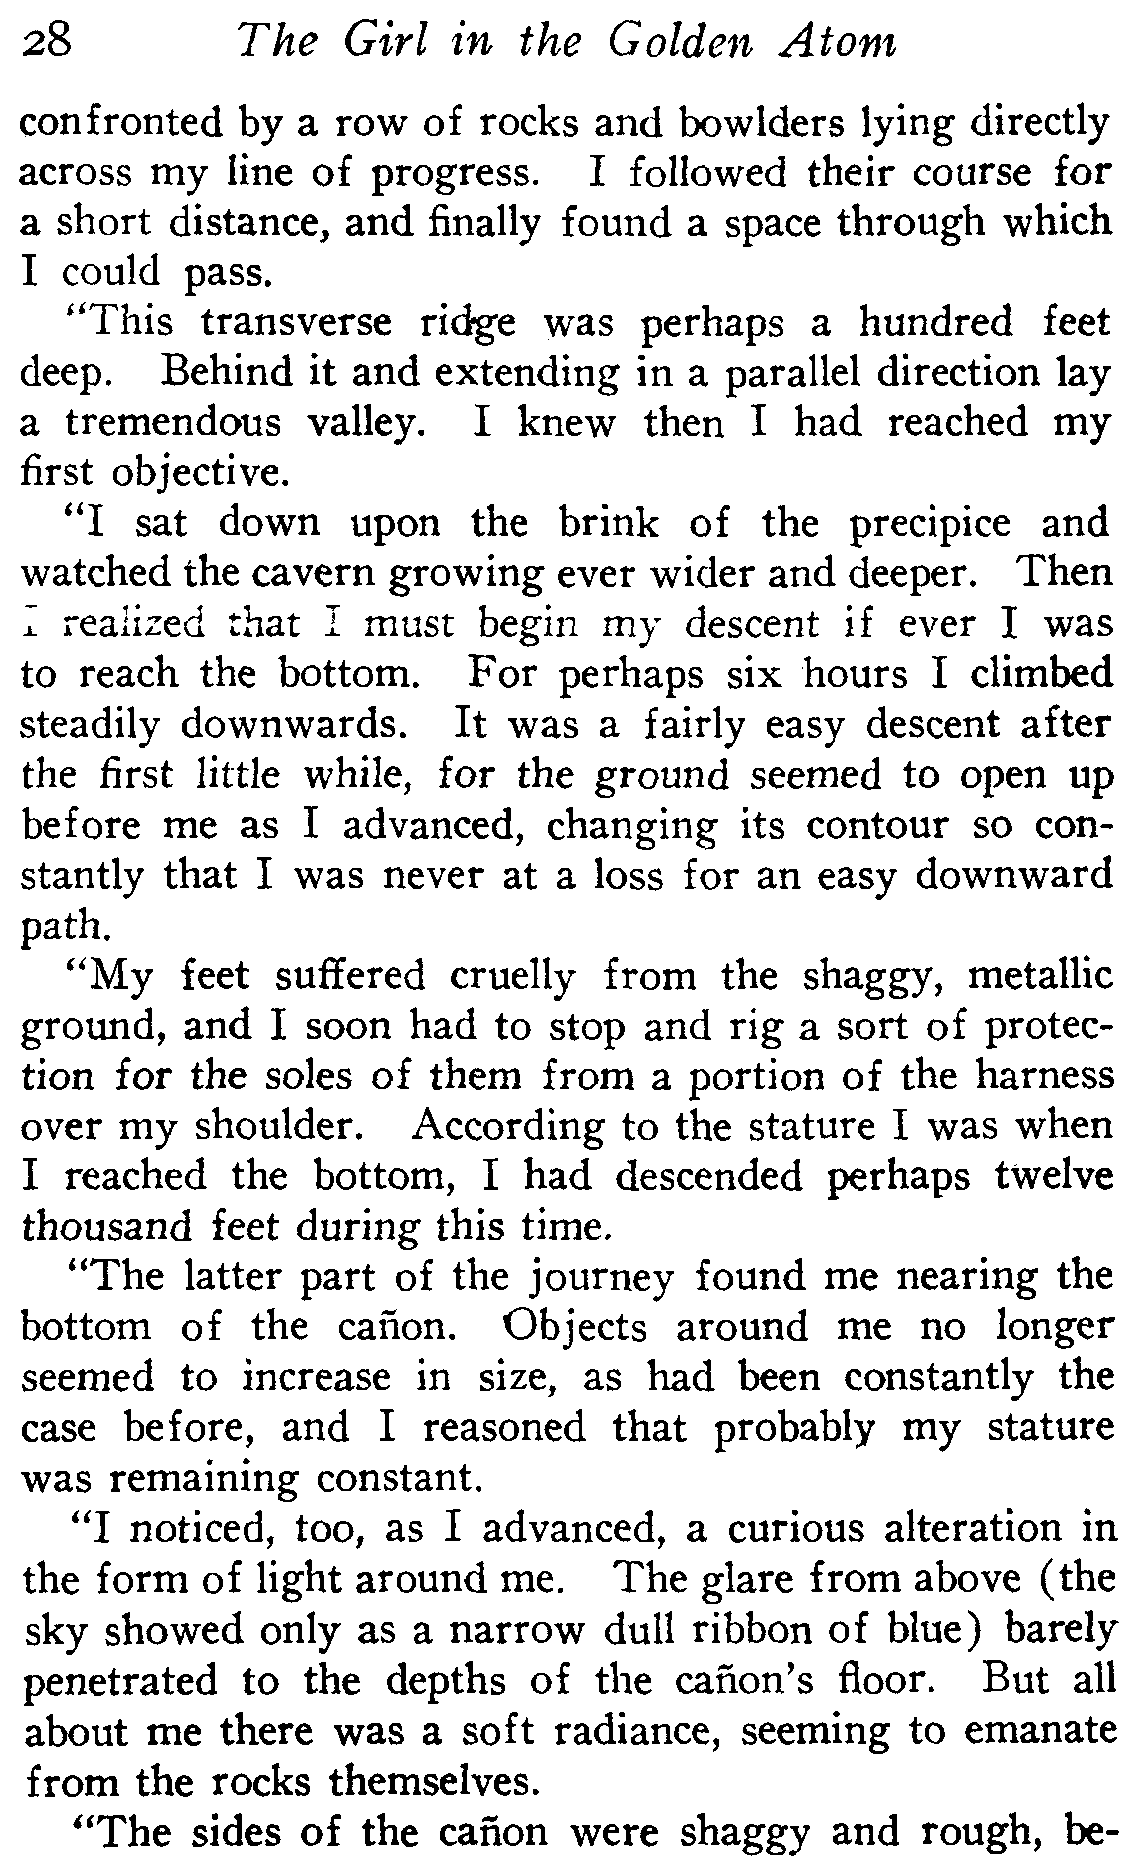 28 The Girl in the Golden Atom
confronted by a row of rocks and bowlders lying directly
across my line of progress. I followed their course for
a short distance, and finally found a space through which
I could pass.
"This transverse ridge was perhaps a hundred feet
deep. Behind it and extending in a parallel direction lay
a tremendous valley. I knew then I had reached my
first objective.
"I sat down upon the brink of the precipice and
watched the cavern growing ever wider and deeper. Then
I realized that I must begin my descent if ever I was
to reach the bottom. For perhaps six hours I climbed
steadily downwards. It was a fairly easy descent after
the first little while, for the ground seemed to open up
before me as I advanced, changing its contour so con-
stantly that I was never at a loss for an easy downward
path.
"My feet suffered cruelly from the shaggy, metallic
ground, and I soon had to stop and rig a sort of protec-
tion for the soles of them from a portion of the harness
over my shoulder. According to the stature I was when
I reached the bottom, I had descended perhaps twelve
thousand feet during this time.
"The latter part of the journey found me nearing the
bottom of the cañon. Objects around me no longer
seemed to increase in size, as had been constantly the
case before, and I reasoned that probably my stature
was remaining constant.
"I noticed, too, as I advanced, a curious alteration in
the form of light around me. The glare from above (the
sky showed only as a narrow dull ribbon of blue) barely
penetrated to the depths of the cañon's floor. But all
about me there was a soft radiance, seeming to emanate
from the rocks themselves.
"The sides of the cañon were shaggy and rough, be-